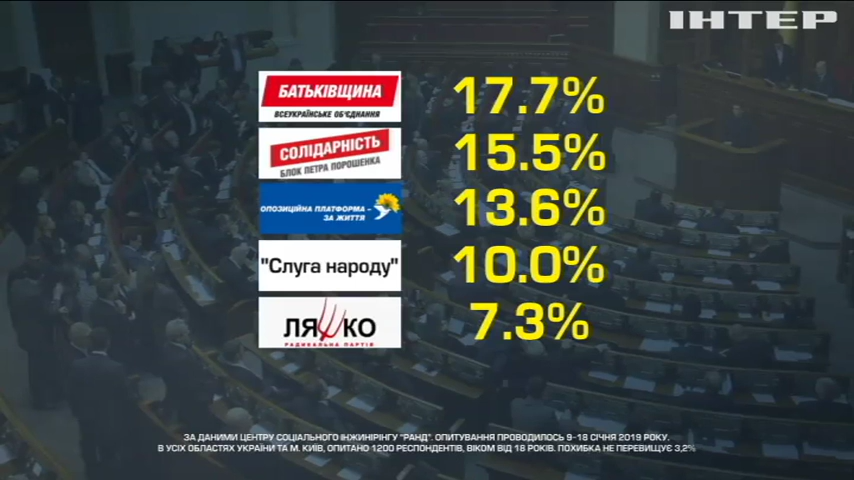 ІНТЕР
БАТЬКІВЩИНА
ВСЕУКРАЇНСЬКЕ ОБ'ЄДНАННЯ
17.7%
СОЛІДАРНІСТЬ
БЛОК ПЕТРА ПОРОШЕНКА
15.5%
ОПОЗИЦІЙНА ПЛАТФОРМА -
ЗА ЖИТТЯ
13.6%
"Слуга народу"
10.0%
ЛЯШКО
РАДИКАЛЬНА ПАРТІЯ
7.3%
ЗА ДАНИМИ ЦЕНТРУ СОЦІАЛЬНОГО ІНЖИНІРІНГУ "РАНД". ОПИТУВАННЯ ПРОВОДИЛОСЬ 9-18 СІЧНЯ 2019 РОКУ.
В УСІХ ОБЛАСТЯХ УКРАЇНИ ТА М. КИЇВ, ОПИТАНО 1200 РЕСПОНДЕНТІВ, ВІКОМ ВІД 18 РОКІВ. ПОХИБКА НЕ ПЕРЕВИЩУЄ 3,2%